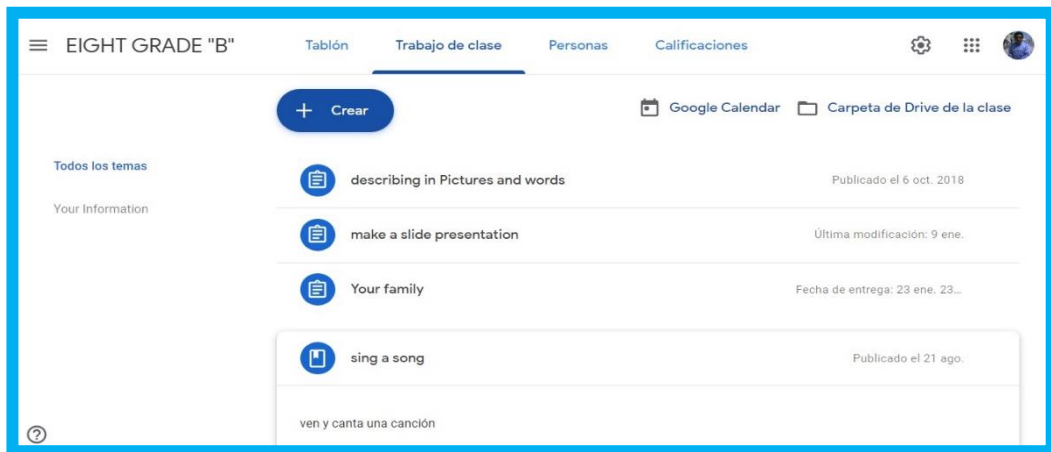 EIGHT GRADE "B"
Tablón
Trabajo de clase
Personas
Calificaciones
Crear
Google Calendar
Carpeta de Drive de la clase
Todos los temas
Your Information
describing in Pictures and words
Publicado el 6 oct. 2018
make a slide presentation
Última modificación: 9 ene.
Your family
Fecha de entrega: 23 ene. 23...
sing a song
Publicado el 21 ago.
ven y canta una canción